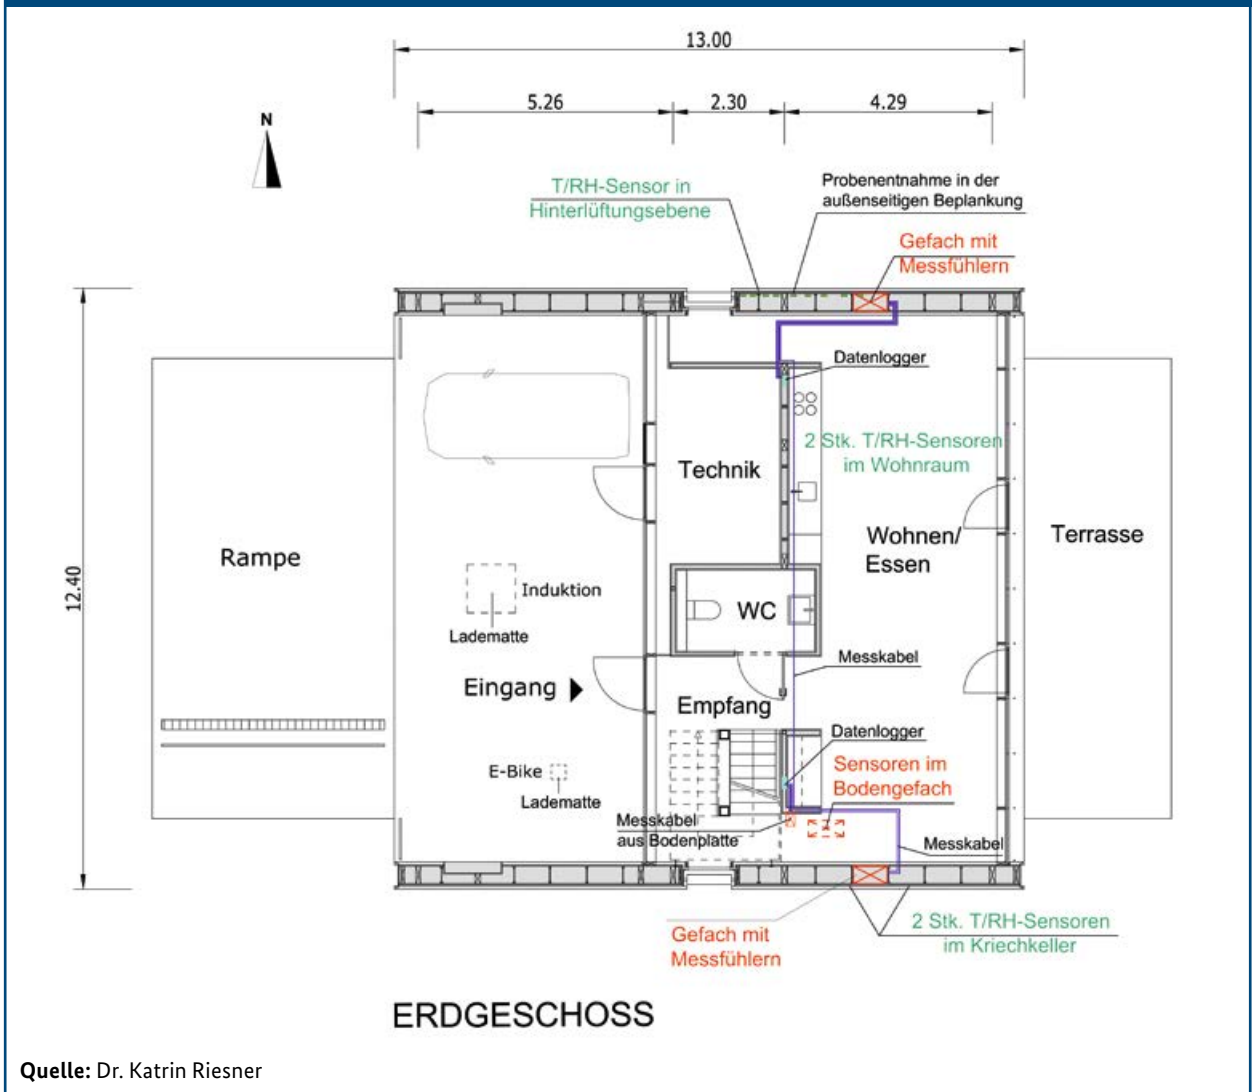 13.00
5.26
2.30
4.29
N
T/RH-Sensor in
Hinterlüftungsebene
Probenentnahme in der
außenseitigen Beplankung
Gefach mit
Messfühlern
Datenlogger
2 Stk. T/RH-Sensoren
im Wohnraum
Technik
Wohnen/
Essen
Terrasse
Rampe
12.40
Induktion
Ladematte
WC
Messkabel
Eingang
Empfang
Datenlogger
Sensoren im
Bodengefach
E-Bike
Ladematte
Messkabel
aus Bodenplatte
Messkabel
Gefach mit
Messfühlern
2 Stk. T/RH-Sensoren
im Kriechkeller
ERDGESCHOSS
Quelle: Dr. Katrin Riesner